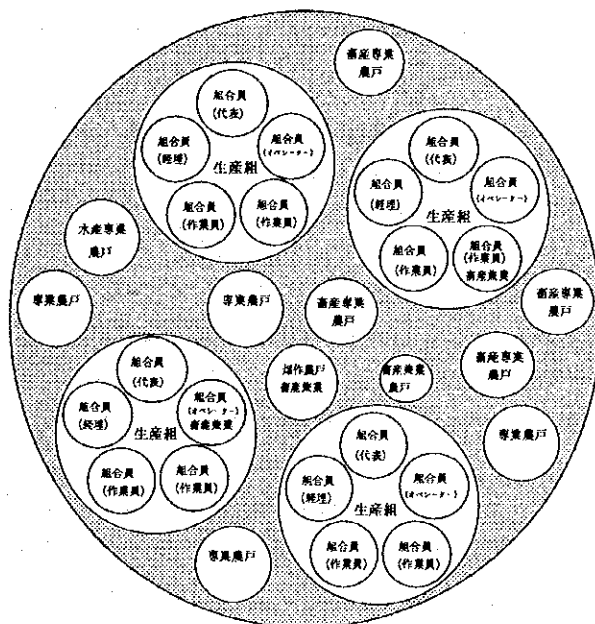 畜産専業
農戸
組合員
(代表)
組合員
(経理)
組合員
(オペレーター)
生産組
組合員
(作業員)
組合員
(作業員)
組合員
(代表)
組合員
(経理)
組合員
(オペレーター)
生産組
組合員
(作業員)
組合員
(作業員)
畜産兼業
水産専業
農戸
専業農戸
専業農戸
畜産専業
農戸
畜産専業
農戸
畑作農戸
畜産兼業
畜産兼業
農戸
畜産専業
農戸
専業農戸
組合員
(代表)
組合員
(経理)
組合員
(オペレーター)
畜産兼業
生産組
組合員
(作業員)
組合員
(作業員)
組合員
(代表)
組合員
(経理)
組合員
(オペレーター)
生産組
組合員
(作業員)
組合員
(作業員)
専業農戸